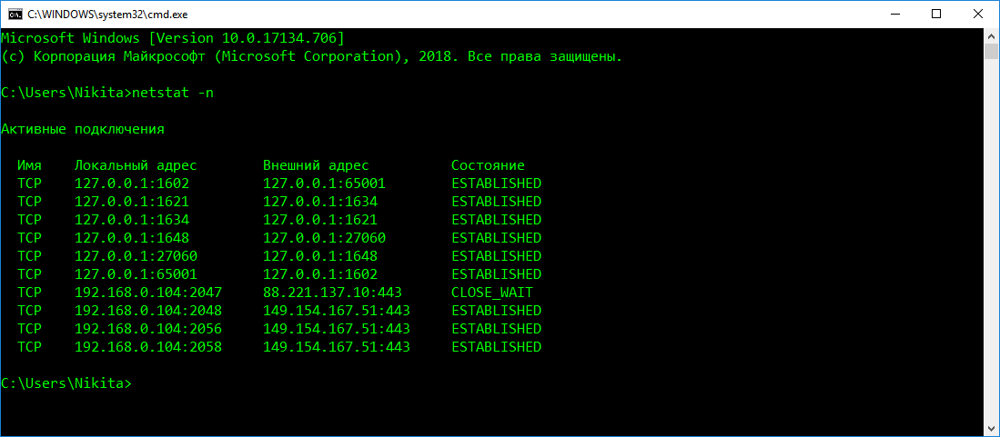 C:\WINDOWS\system32\cmd.exe
Microsoft Windows [Version 10.0.17134.706]
(c) Корпорация Майкрософт (Microsoft Corporation), 2018. Все права защищены.
C:\Users\Nikita>netstat -n
Активные подключения
Имя Локальный адрес Внешний адрес Состояние
TCP 127.0.0.1:1602 127.0.0.1:65001 ESTABLISHED
TCP 127.0.0.1:1621 127.0.0.1:1634 ESTABLISHED
TCP 127.0.0.1:1634 127.0.0.1:1621 ESTABLISHED
TCP 127.0.0.1:1648 127.0.0.1:27060 ESTABLISHED
TCP 127.0.0.1:27060 127.0.0.1:1648 ESTABLISHED
TCP 127.0.0.1:65001 127.0.0.1:1602 ESTABLISHED
TCP 192.168.0.104:2047 88.221.137.10:443 CLOSE_WAIT
TCP 192.168.0.104:2048 149.154.167.51:443 ESTABLISHED
TCP 192.168.0.104:2056 149.154.167.51:443 ESTABLISHED
TCP 192.168.0.104:2058 149.154.167.51:443 ESTABLISHED
C:\Users\Nikita>